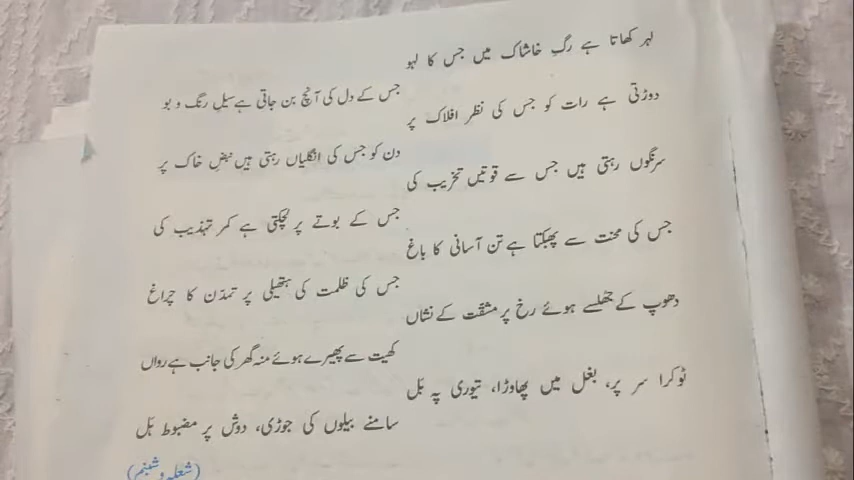 لہر کھاتا ہے رگِ خاشاک میں جس کا لہو
جس کے دل کی آنچ بن جاتی ہے سیلِ رنگ و بو
دوڑتی ہے رات کو جس کی نظر افلاک پر
دن کو جس کی انگلیاں رہتی ہیں نبضِ خاک پر
سرنگوں رہتی ہیں جس سے قوتیں تخریب کی
جس کے بوتے پر لچکتی ہے کمر تہذیب کی
جس کی محنت سے پھبکتا ہے تن آسانی کا باغ
جس کی ظلمت کی ہتھیلی پر تمدّن کا چراغ
دھوپ کے جھلسے ہوئے رخ پر مشقت کے نشاں
کھیت سے پھیرے ہوئے منہ گھر کی جانب ہے رواں
ٹوکرا سر پر، بغل میں پھاوڑا، تیوری پہ بَل
سامنے بیلوں کی جوڑی، دوش پر مضبوط ہَل
(شعلہ و شبنم)